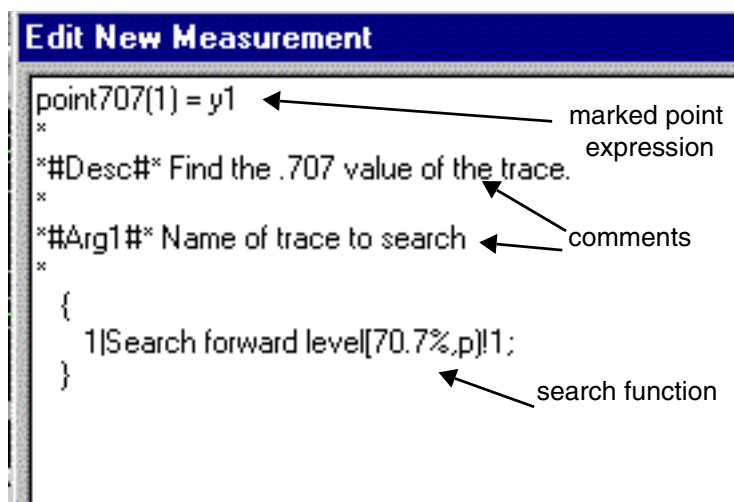 Edit New Measurement
point707(1) = y1
*
*#Desc#* Find the .707 value of the trace.
*
*#Arg1#* Name of trace to search
*
{
1|Search forward level[70.7%,p)!1;
}
marked point
expression
comments
search function